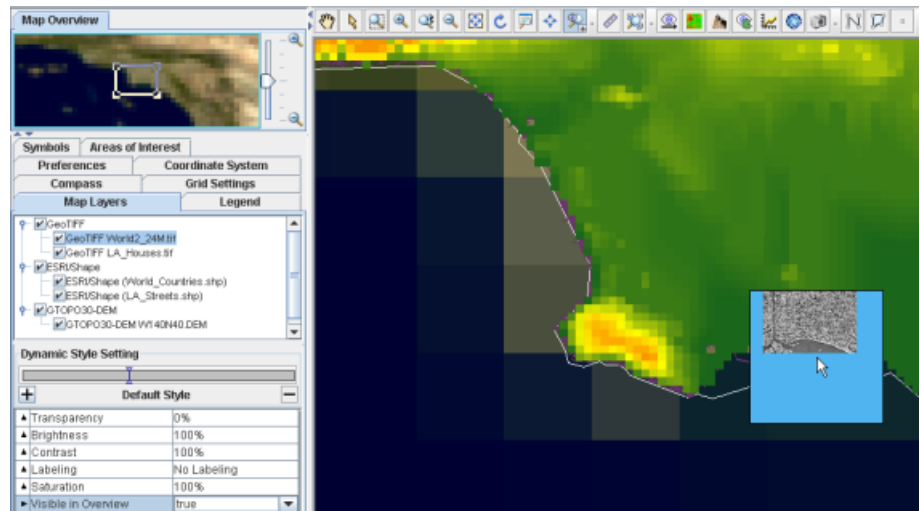 Map Overview
Symbols Areas of Interest
Preferences Coordinate System
Compass Grid Settings
Map Layers Legend
GeoTIFF
GeoTIFF World2_24M.tif
GeoTIFF LA_Houses.tif
ESRI/Shape
ESRI/Shape (World_Countries.shp)
ESRI/Shape (LA_Streets.shp)
GTOPO30-DEM
GTOPO30-DEM W140N40.DEM
Dynamic Style Setting
Default Style
Transparency 0%
Brightness 100%
Contrast 100%
Labeling No Labeling
Saturation 100%
Visible in Overview true